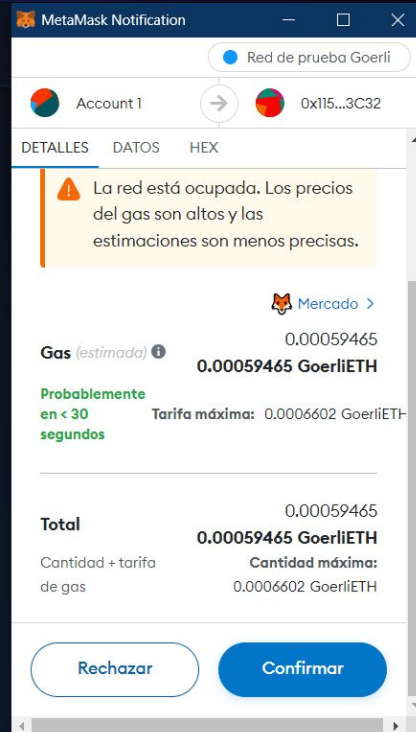 MetaMask Notification
Red de prueba Goerli
Account 1
0x115...3C32
DETALLES DATOS HEX
La red está ocupada. Los precios
del gas son altos y las
estimaciones son menos precisas.
Mercado >
0.00059465
Gas (estimada)
0.00059465 GoerliETH
Probablemente
en < 30
segundos
Tarifa máxima: 0.0006602 GoerliETH
0.00059465
Total
0.00059465 GoerliETH
Cantidad + tarifa
de gas
Cantidad máxima:
0.0006602 GoerliETH
Rechazar
Confirmar